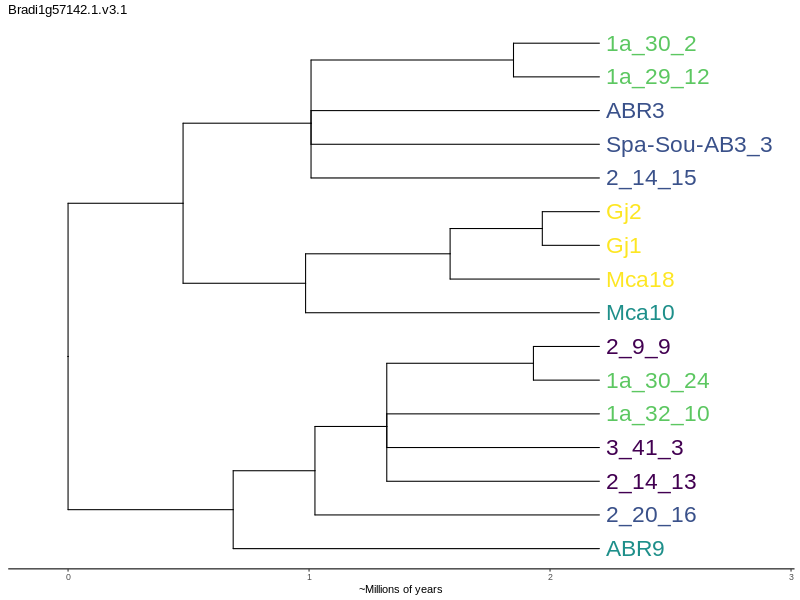 Bradi1g57142.1.v3.1
1a_30_2
1a_29_12
ABR3
Spa-Sou-AB3_3
2_14_15
Gj2
Gj1
Mca18
Mca10
2_9_9
1a_30_24
1a_32_10
3_41_3
2_14_13
2_20_16
ABR9
0 1 2 3
~Millions of years